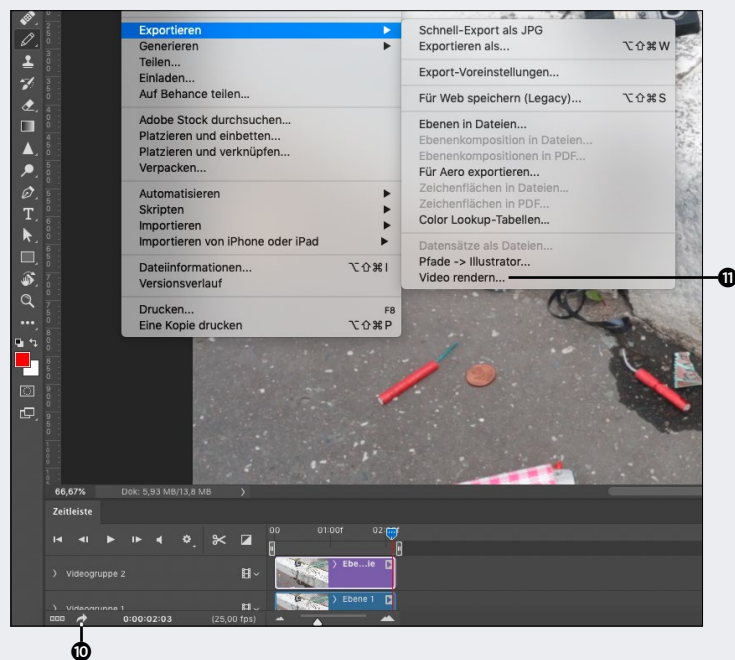 Exportieren
Generieren
Teilen...
Einladen...
Auf Behance teilen...
Adobe Stock durchsuchen...
Platzieren und einbetten...
Platzieren und verknüpfen...
Verpacken...
Automatisieren
Skripten
Importieren
Importieren von iPhone oder iPad
Dateiinformationen... ⌥⇧⌘I
Versionsverlauf
Drucken... F8
Eine Kopie drucken ⌥⇧⌘P
Schnell-Export als JPG
Exportieren als... ⌥⇧⌘W
Export-Voreinstellungen...
Für Web speichern (Legacy)... ⌥⇧⌘S
Ebenen in Dateien...
Ebenenkomposition in Dateien...
Ebenenkompositionen in PDF...
Für Aero exportieren...
Zeichenflächen in Dateien...
Zeichenflächen in PDF...
Color Lookup-Tabellen...
Datensätze als Dateien...
Pfade -> Illustrator...
Video rendern...
11
66,67% Dok: 5,93 MB/13,8 MB
Zeitleiste
00 01:00f 02:00f
Videogruppe 2
Ebe...ie
Videogruppe 1
Ebene 1
0:00:02:03 (25,00 fps)
10